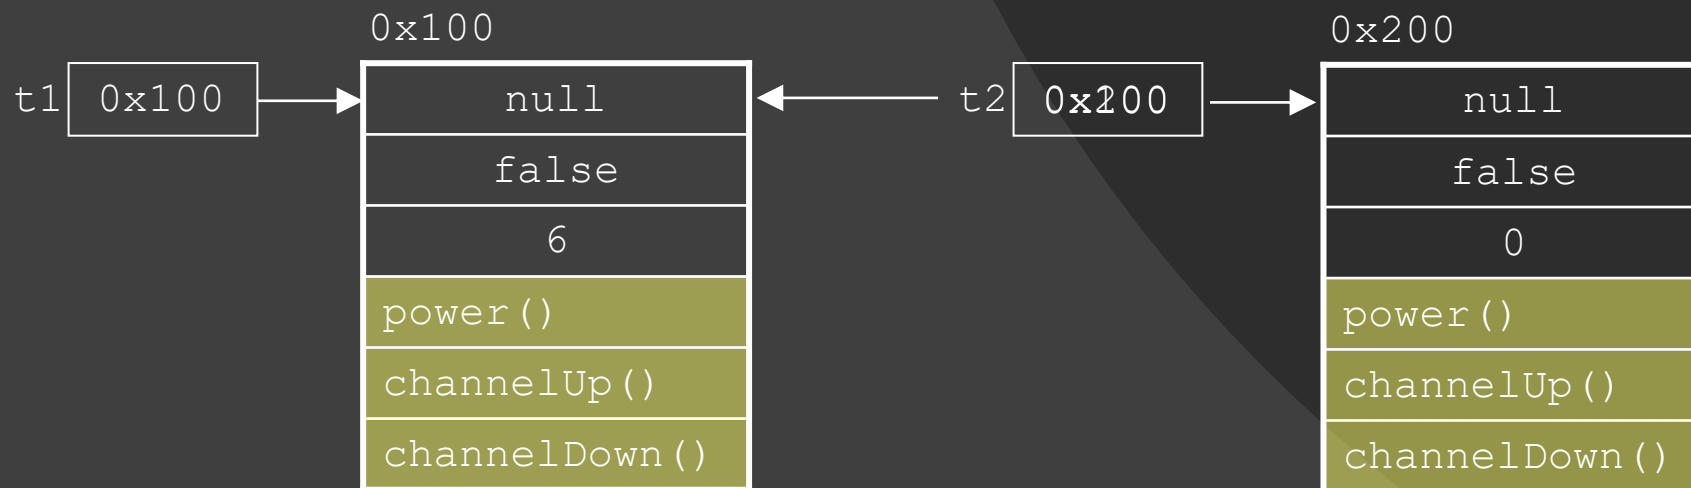 0x100
0x200
t1 0x100
null
t2
null
false
false
6
0
power()
power()
channelUp()
channelUp()
channelDown()
channelDown()